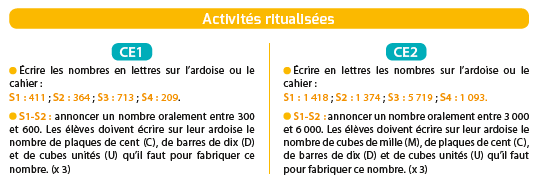 Activités ritualisées
CE1
● Écrire les nombres en lettres sur l'ardoise ou le
cahier :
S1 : 411 ; S2 : 364 ; S3 : 713 ; S4 : 209.
● S1-S2 : annoncer un nombre oralement entre 300
et 600. Les élèves doivent écrire sur leur ardoise le
nombre de plaques de cent (C), de barres de dix (D)
et de cubes unités (U) qu'il faut pour fabriquer ce
nombre. (x 3)
CE2
● Écrire en lettres les nombres sur l'ardoise ou le
cahier :
S1 : 1 418 ; S2 : 1 374 ; S3 : 5 719 ; S4 : 1 093.
● S1-S2 : annoncer un nombre oralement entre 3 000
et 6 000. Les élèves doivent écrire sur leur ardoise le
nombre de cubes de mille (M), de plaques de cent (C),
de barres de dix (D) et de cubes unités (U) qu'il faut
pour fabriquer ce nombre. (x 3)